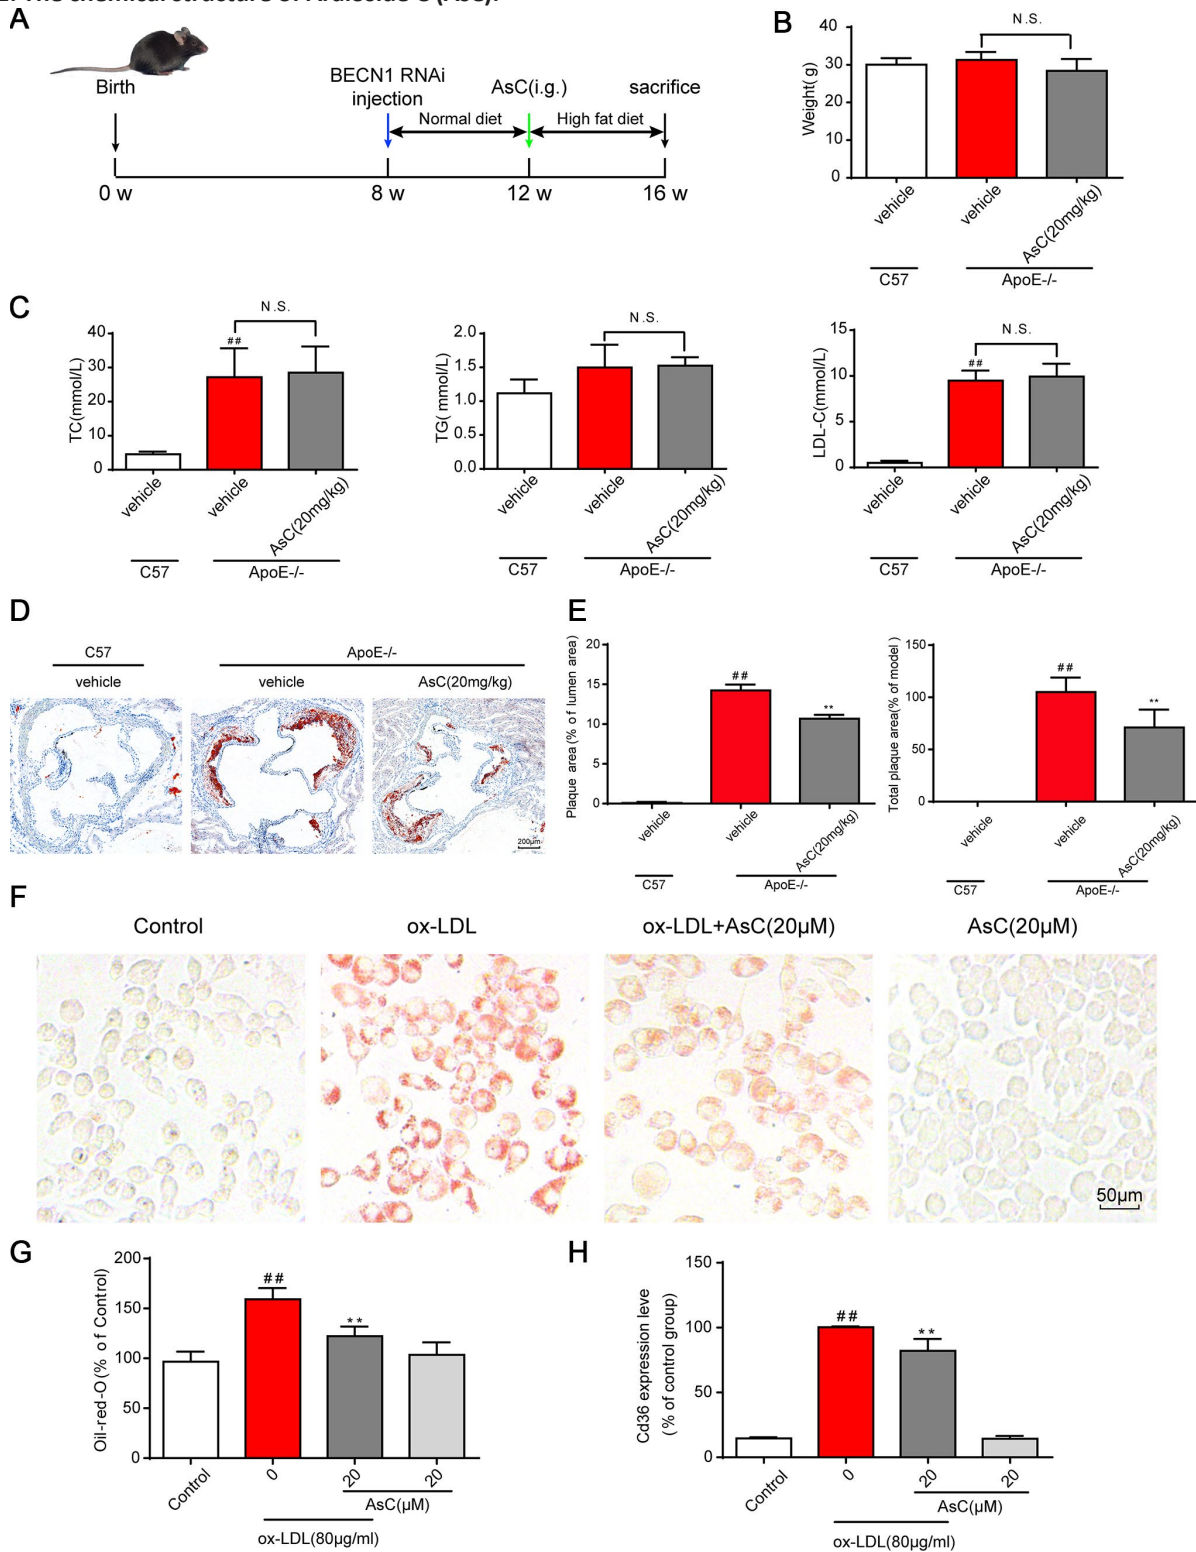 A
Birth
BECN1 RNAi
injection
AsC(i.g.)
sacrifice
Normal diet
High fat diet
0 w
8 w
12 w
16 w
B
N.S.
Weight( g)
40
30
20
10
0
vehicle
vehicle
AsC(20mg/kg)
C57
ApoE-/-
C
N.S.
##
TC(mmol/L)
40
30
20
10
0
vehicle
vehicle
AsC(20mg/kg)
C57
ApoE-/-
N.S.
TG( mmol/L)
2.0
1.5
1.0
0.5
0.0
vehicle
vehicle
AsC(20mg/kg)
C57
ApoE-/-
N.S.
##
LDL-C(mmol/L)
15
10
5
0
vehicle
vehicle
AsC(20mg/kg)
C57
ApoE-/-
D
C57
ApoE-/-
vehicle
vehicle
AsC(20mg/kg)
200μm
E
Plaque area(% of lumen area)
20
15
10
5
0
##
**
vehicle
vehicle
AsC(20mg/kg)
C57
ApoE-/-
Total plaque area(% of model )
150
100
50
0
##
**
vehicle
vehicle
AsC(20mg/kg)
C57
ApoE-/-
F
Control
ox-LDL
ox-LDL+AsC(20μM)
AsC(20μM)
50μm
G
Oil-red-O(% of Control)
200
150
100
50
0
##
**
Control
0
20
20
AsC(μM)
ox-LDL(80μg/ml)
H
Cd36 expression leve
(% of control group)
150
100
50
0
##
**
Control
0
20
20
AsC(μM)
ox-LDL(80μg/ml)